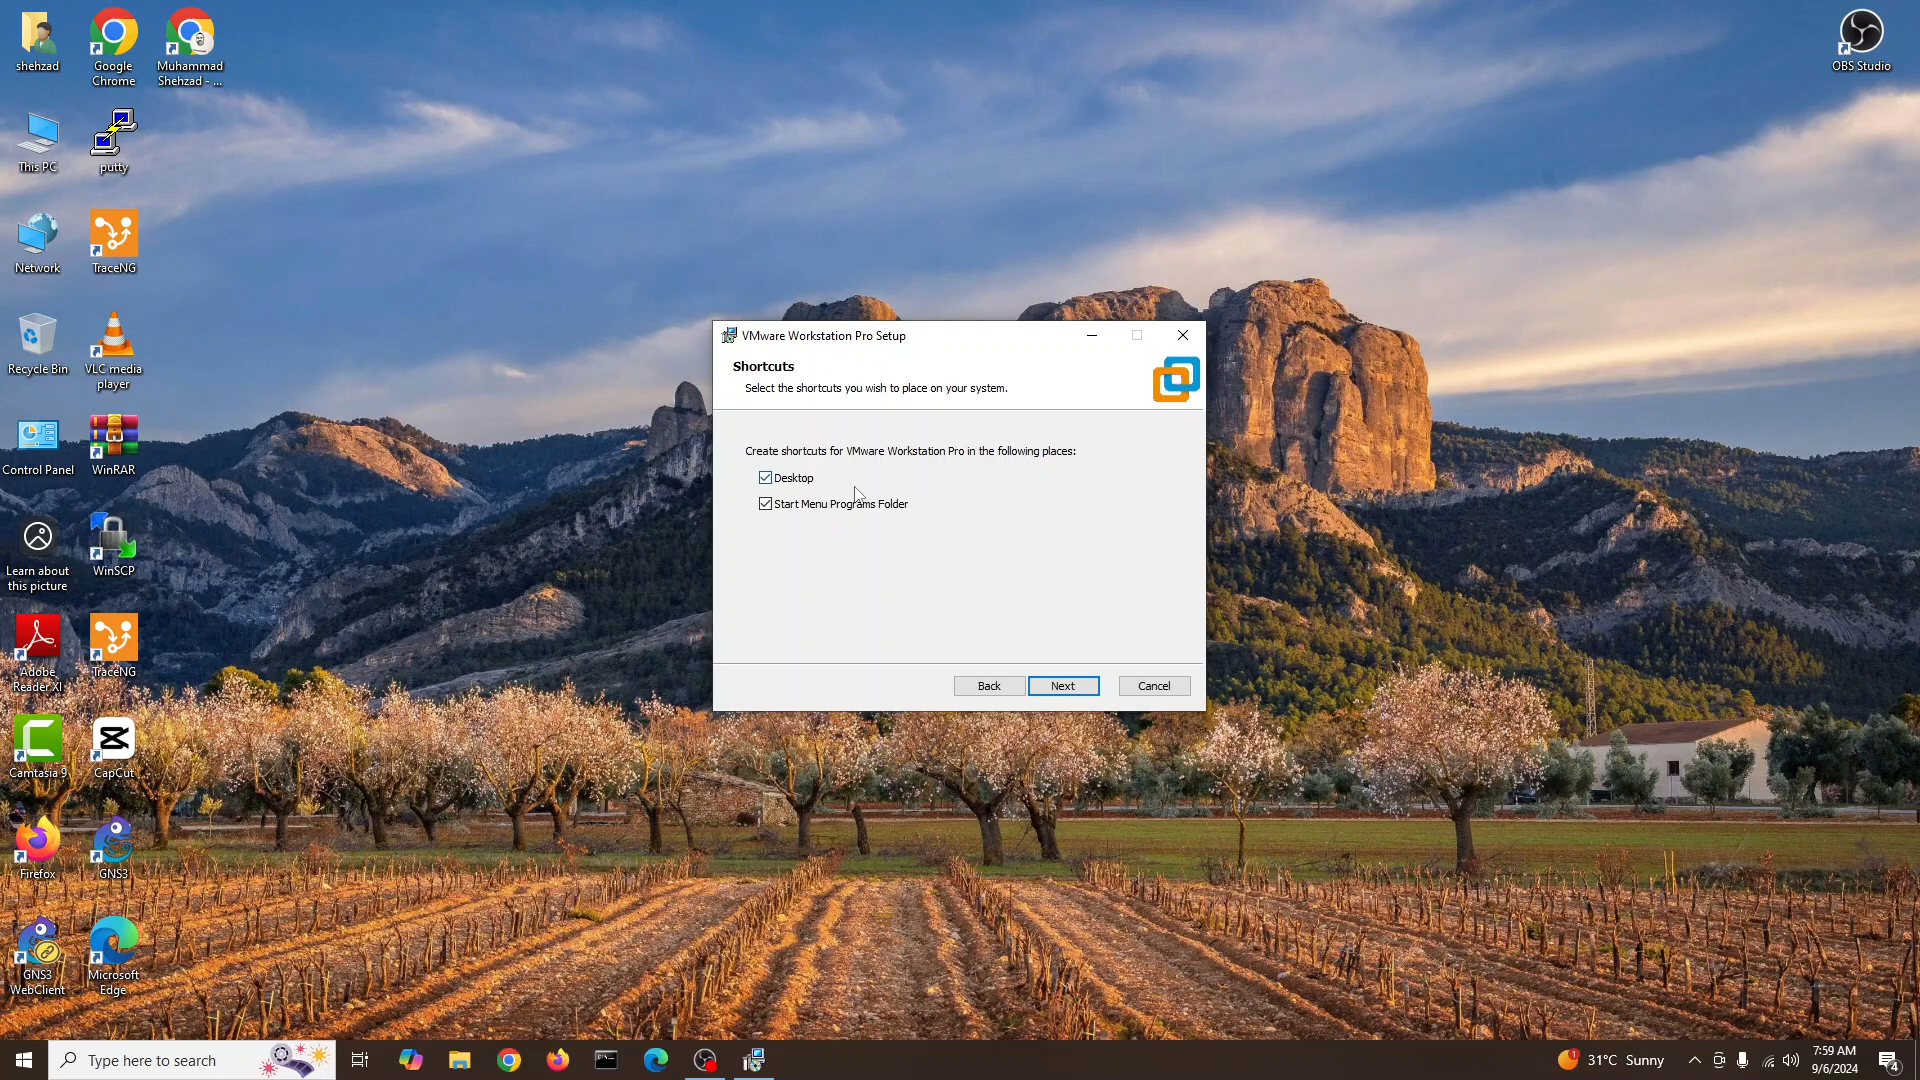 shehzad
Google
Chrome
Muhammad
Shehzad - ...
OBS Studio
This PC
putty
Network
TraceNG
Recycle Bin
VLC media
player
Control Panel
WinRAR
Learn about
this picture
WinSCP
Adobe
Reader XI
TraceNG
Camtasia 9
CapCut
Firefox
GNS3
GNS3
WebClient
Microsoft
Edge
VMware Workstation Pro Setup
Shortcuts
Select the shortcuts you wish to place on your system.
Create shortcuts for VMware Workstation Pro in the following places:
Desktop
Start Menu Programs Folder
Back
Next
Cancel
Type here to search
1
31°C Sunny
7:59 AM
9/6/2024
4